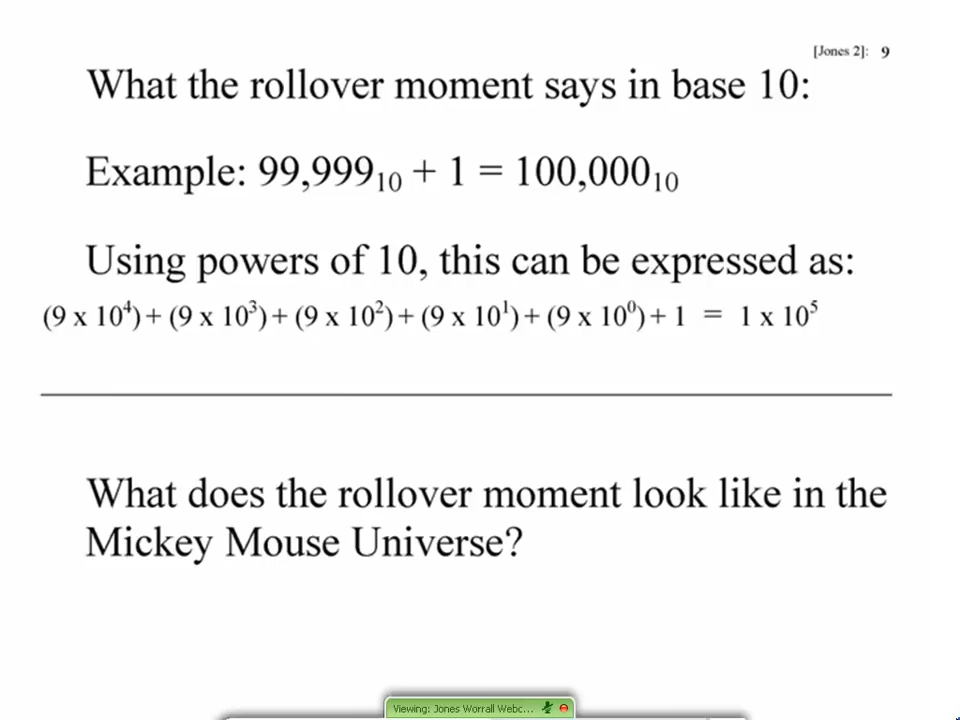 [Jones 2]: 9
What the rollover moment says in base 10:
Example: 99,999₁₀ + 1 = 100,000₁₀
Using powers of 10, this can be expressed as:
(9 x 10⁴) + (9 x 10³) + (9 x 10²) + (9 x 10¹) + (9 x 10⁰) + 1 = 1 x 10⁵
What does the rollover moment look like in the
Mickey Mouse Universe?
Viewing: Jones Worrall Webc...